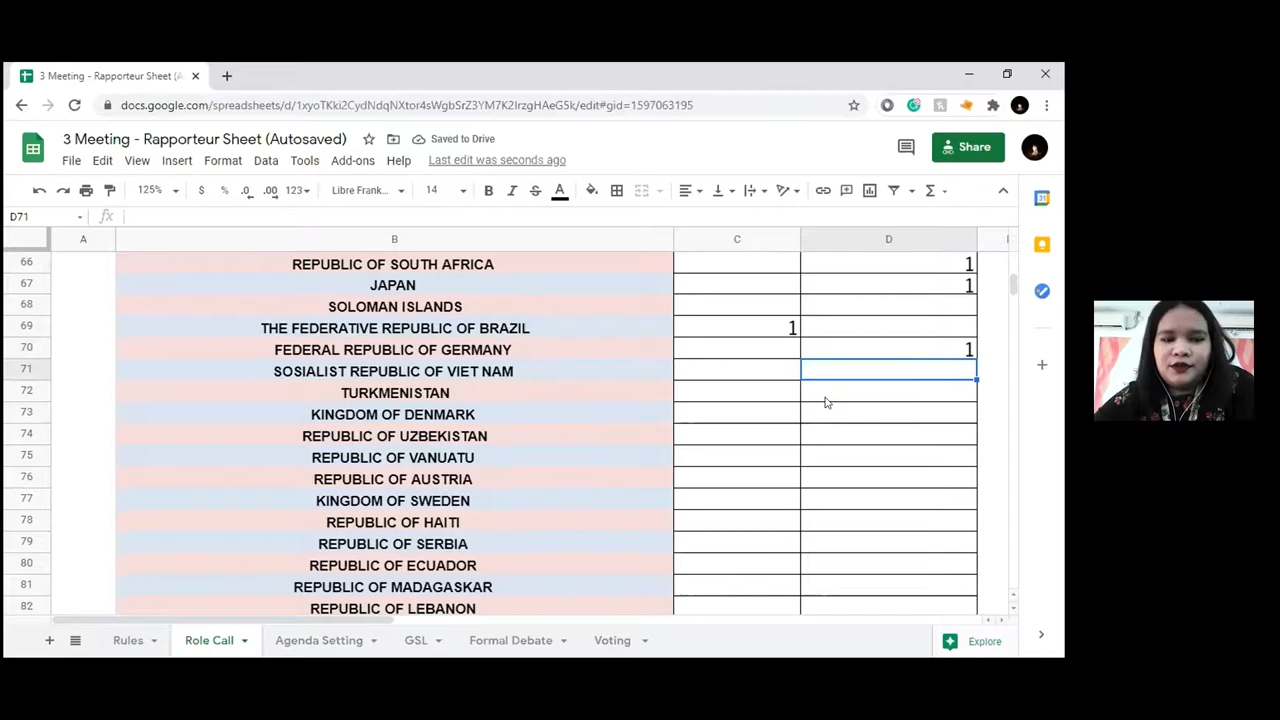 3 Meeting - Rapporteur Sheet (A
docs.google.com/spreadsheets/d/1xyoTKki2CydNdqNXtor4sWgbSrZ3YM7K2IrzgHAeG5k/edit#gid=1597063195
3 Meeting - Rapporteur Sheet (Autosaved) Saved to Drive
Share
File Edit View Insert Format Data Tools Add-ons Help Last edit was seconds ago
125% $ % .0 .00 123 Libre Frank... 14 B I S A
D71 fx
A B C D
66 REPUBLIC OF SOUTH AFRICA 1
67 JAPAN 1
68 SOLOMAN ISLANDS
69 THE FEDERATIVE REPUBLIC OF BRAZIL 1
70 FEDERAL REPUBLIC OF GERMANY 1
71 SOSIALIST REPUBLIC OF VIET NAM
72 TURKMENISTAN
73 KINGDOM OF DENMARK
74 REPUBLIC OF UZBEKISTAN
75 REPUBLIC OF VANUATU
76 REPUBLIC OF AUSTRIA
77 KINGDOM OF SWEDEN
78 REPUBLIC OF HAITI
79 REPUBLIC OF SERBIA
80 REPUBLIC OF ECUADOR
81 REPUBLIC OF MADAGASKAR
82 REPUBLIC OF LEBANON
Rules Role Call Agenda Setting GSL Formal Debate Voting Explore